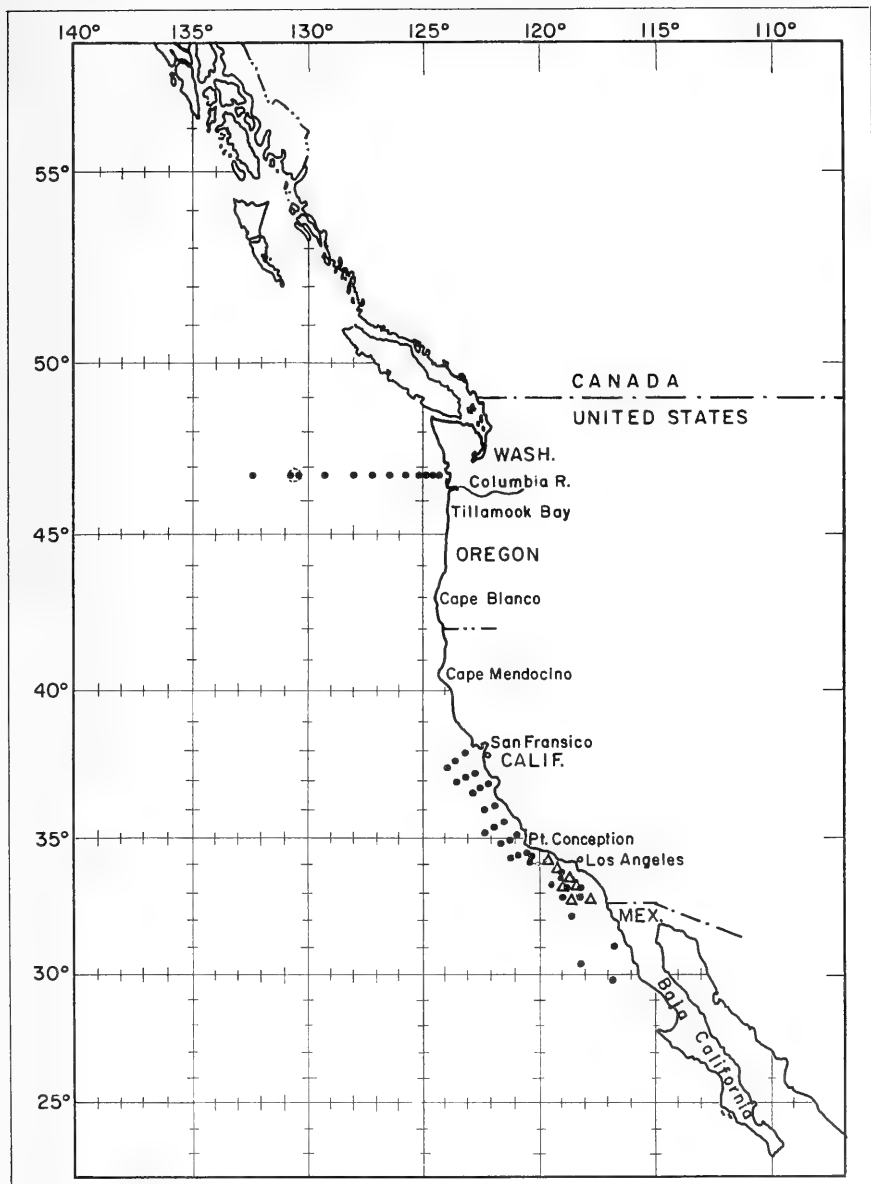 140° 135° 130° 125° 120° 115° 110°
55°
50°
CANADA
UNITED STATES
WASH.
Columbia R.
Tillamook Bay
45°
OREGON
Cape Blanco
Cape Mendocino
40°
San Fransico
CALIF.
35°
Pt. Conception
Los Angeles
MEX.
30°
Baja California
25°